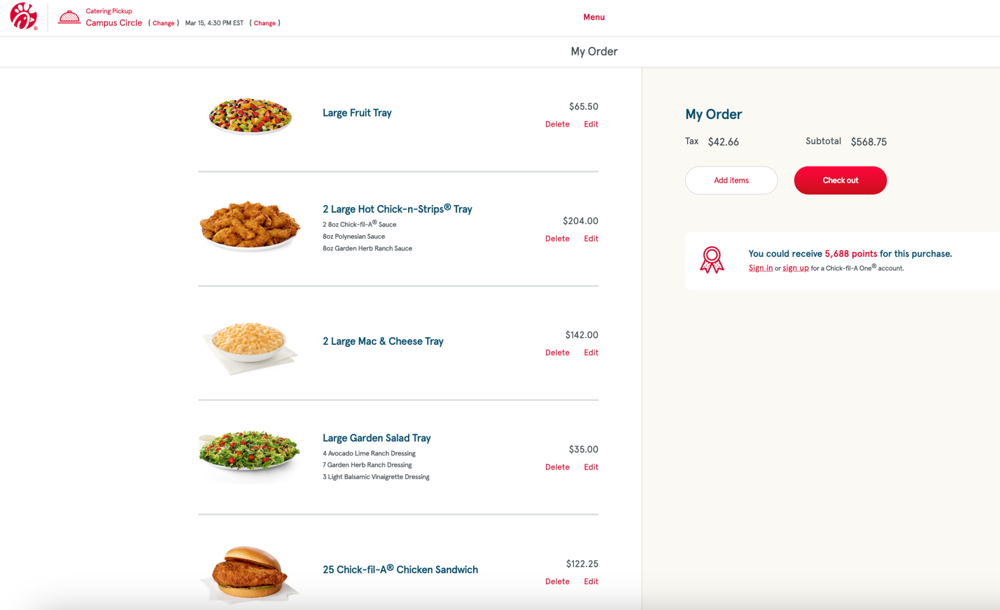 Catering Pickup
Menu
Campus Circle ( Change ) Mar 15, 4:30 PM EST ( Change )
My Order
Large Fruit Tray
$65.50
Delete Edit
2 Large Hot Chick-n-Strips® Tray
2 8oz Chick-fil-A® Sauce
8oz Polynesian Sauce
8oz Garden Herb Ranch Sauce
$204.00
Delete Edit
2 Large Mac & Cheese Tray
$142.00
Delete Edit
Large Garden Salad Tray
4 Avocado Lime Ranch Dressing
7 Garden Herb Ranch Dressing
3 Light Balsamic Vinaigrette Dressing
$35.00
Delete Edit
25 Chick-fil-A® Chicken Sandwich
$122.25
Delete Edit
My Order
Tax $42.66 Subtotal $568.75
Add items Check out
You could receive 5,688 points for this purchase.
Sign in or sign up for a Chick-fil-A One® account.